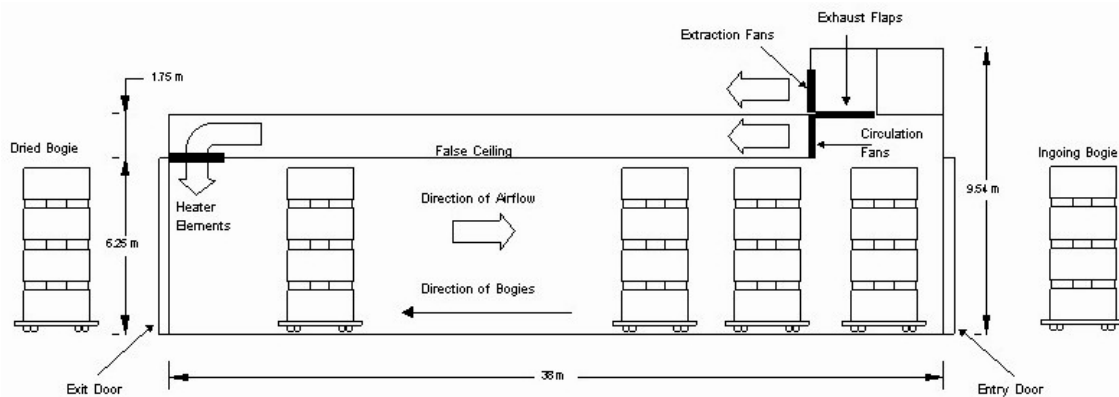 Exhaust Flaps
Extraction Fans
1.75 m
Dried Bogie
False Ceiling
Circulation
Fans
Ingoing Bogie
Heater
Elements
Direction of Airflow
9.54 m
6.25 m
Direction of Bogies
Exit Door
38 m
Entry Door